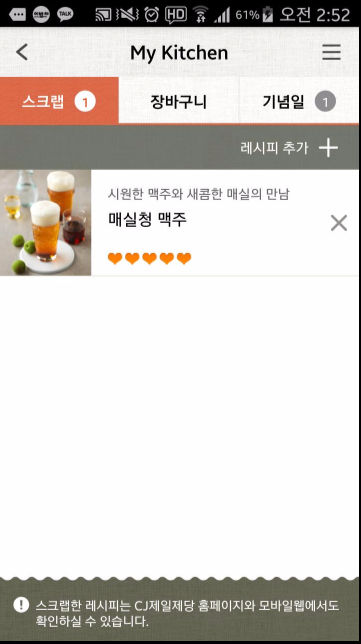 TALK HD 61% 오전 2:52
My Kitchen
스크랩 1 장바구니 기념일 1
레시피 추가
시원한 맥주와 새콤한 매실의 만남
매실청 맥주
스크랩한 레시피는 CJ제일제당 홈페이지와 모바일웹에서도
확인하실 수 있습니다.